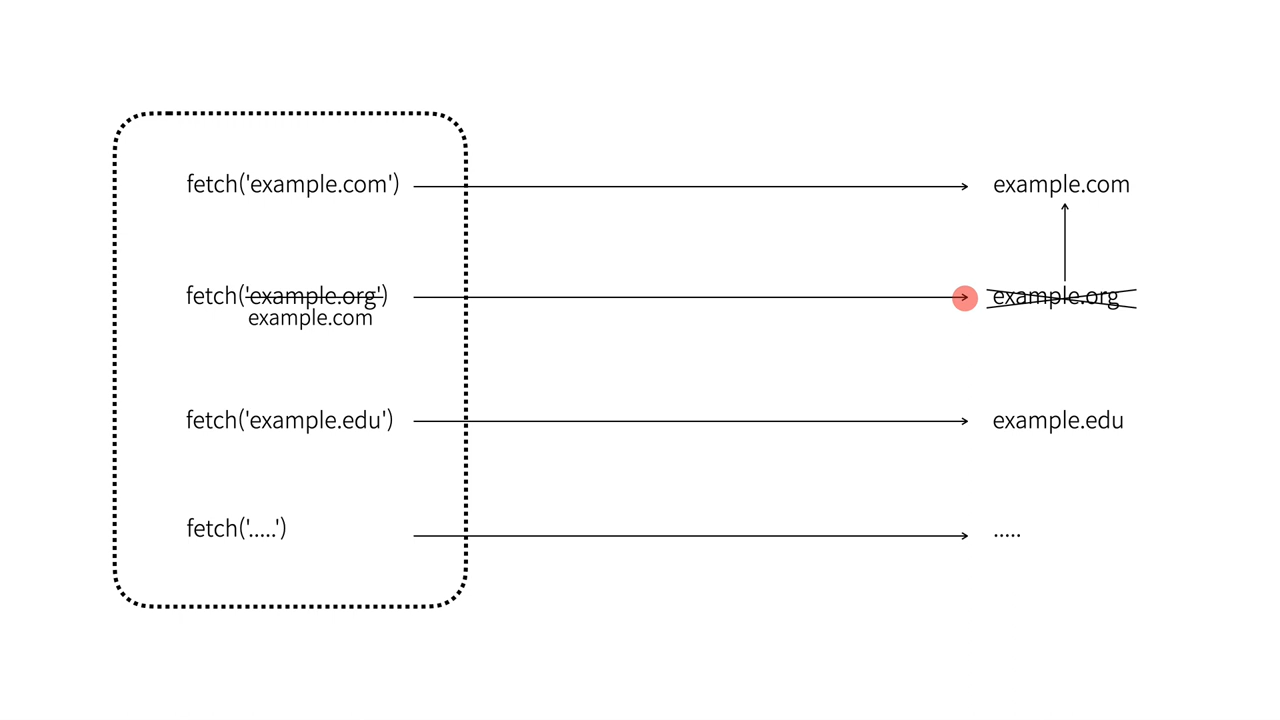 fetch('example.com')
example.com
fetch('example.org')
example.org
example.com
fetch('example.edu')
example.edu
fetch('.....')
.....